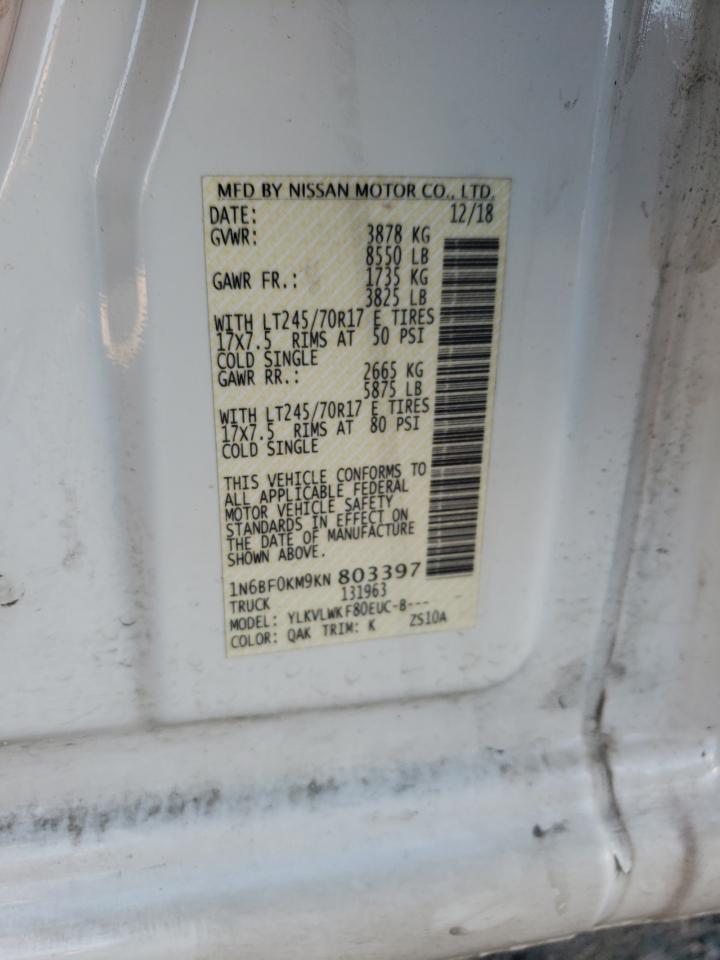 MFD BY NISSAN MOTOR CO., LTD.
DATE: 12/18
GVWR: 3878 KG
8550 LB
GAWR FR.: 1735 KG
3825 LB
WITH LT245/70R17 E TIRES
17X7.5 RIMS AT 50 PSI
COLD SINGLE
GAWR RR.: 2665 KG
5875 LB
WITH LT245/70R17 E TIRES
17X7.5 RIMS AT 80 PSI
COLD SINGLE
THIS VEHICLE CONFORMS TO
ALL APPLICABLE FEDERAL
MOTOR VEHICLE SAFETY
STANDARDS IN EFFECT ON
THE DATE OF MANUFACTURE
SHOWN ABOVE.
1N6BF0KM9KN 803397
TRUCK 131963
MODEL: YLKVLWKF80EUC-B---
COLOR: QAK TRIM: K ZS10A